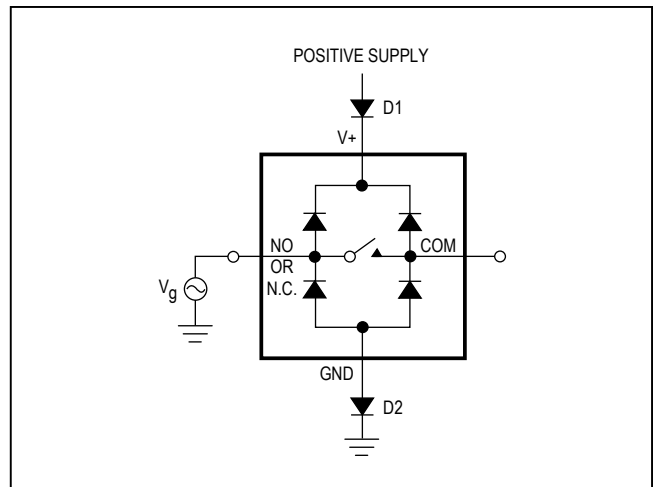 POSITIVE SUPPLY
D1
V+
NO
COM
OR
N.C.
Vg
GND
D2